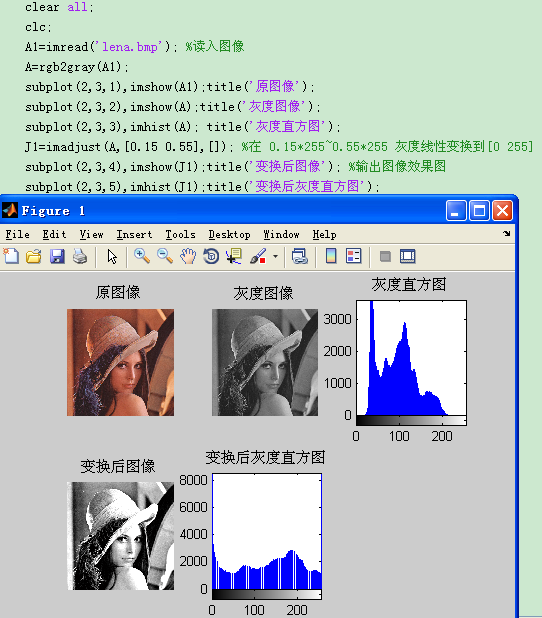 clear all;
clc;
A1=imread('lena.bmp'); %读入图像
A=rgb2gray(A1);
subplot(2,3,1),imshow(A1);title('原图像');
subplot(2,3,2),imshow(A);title('灰度图像');
subplot(2,3,3),imhist(A); title('灰度直方图');
J1=imadjust(A,[0.15 0.55],[]); %在 0.15*255~0.55*255 灰度线性变换到[0 255]
subplot(2,3,4),imshow(J1);title('变换后图像'); %输出图像效果图
subplot(2,3,5),imhist(J1);title('变换后灰度直方图');
Figure 1
File Edit View Insert Tools Desktop Window Help
原图像
灰度图像
灰度直方图
3000
2000
1000
0
0 100 200
变换后图像
变换后灰度直方图
8000
6000
4000
2000
0
0 100 200